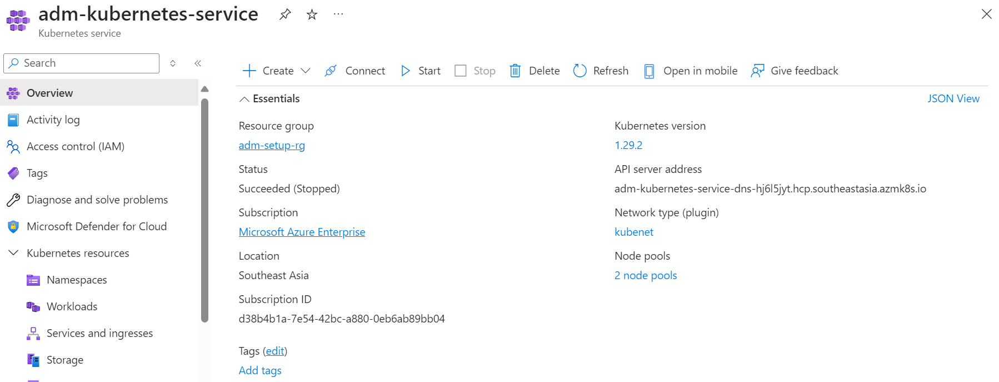 adm-kubernetes-service
Kubernetes service
Search
Create
Connect
Start
Stop
Delete
Refresh
Open in mobile
Give feedback
Overview
Activity log
Access control (IAM)
Tags
Diagnose and solve problems
Microsoft Defender for Cloud
Kubernetes resources
Namespaces
Workloads
Services and ingresses
Storage
Essentials
JSON View
Resource group
adm-setup-rg
Status
Succeeded (Stopped)
Subscription
Microsoft Azure Enterprise
Location
Southeast Asia
Subscription ID
d38b4b1a-7e54-42bc-a880-0eb6ab89bb04
Tags (edit)
Add tags
Kubernetes version
1.29.2
API server address
adm-kubernetes-service-dns-hj6l5jyt.hcp.southeastasia.azmk8s.io
Network type (plugin)
kubenet
Node pools
2 node pools